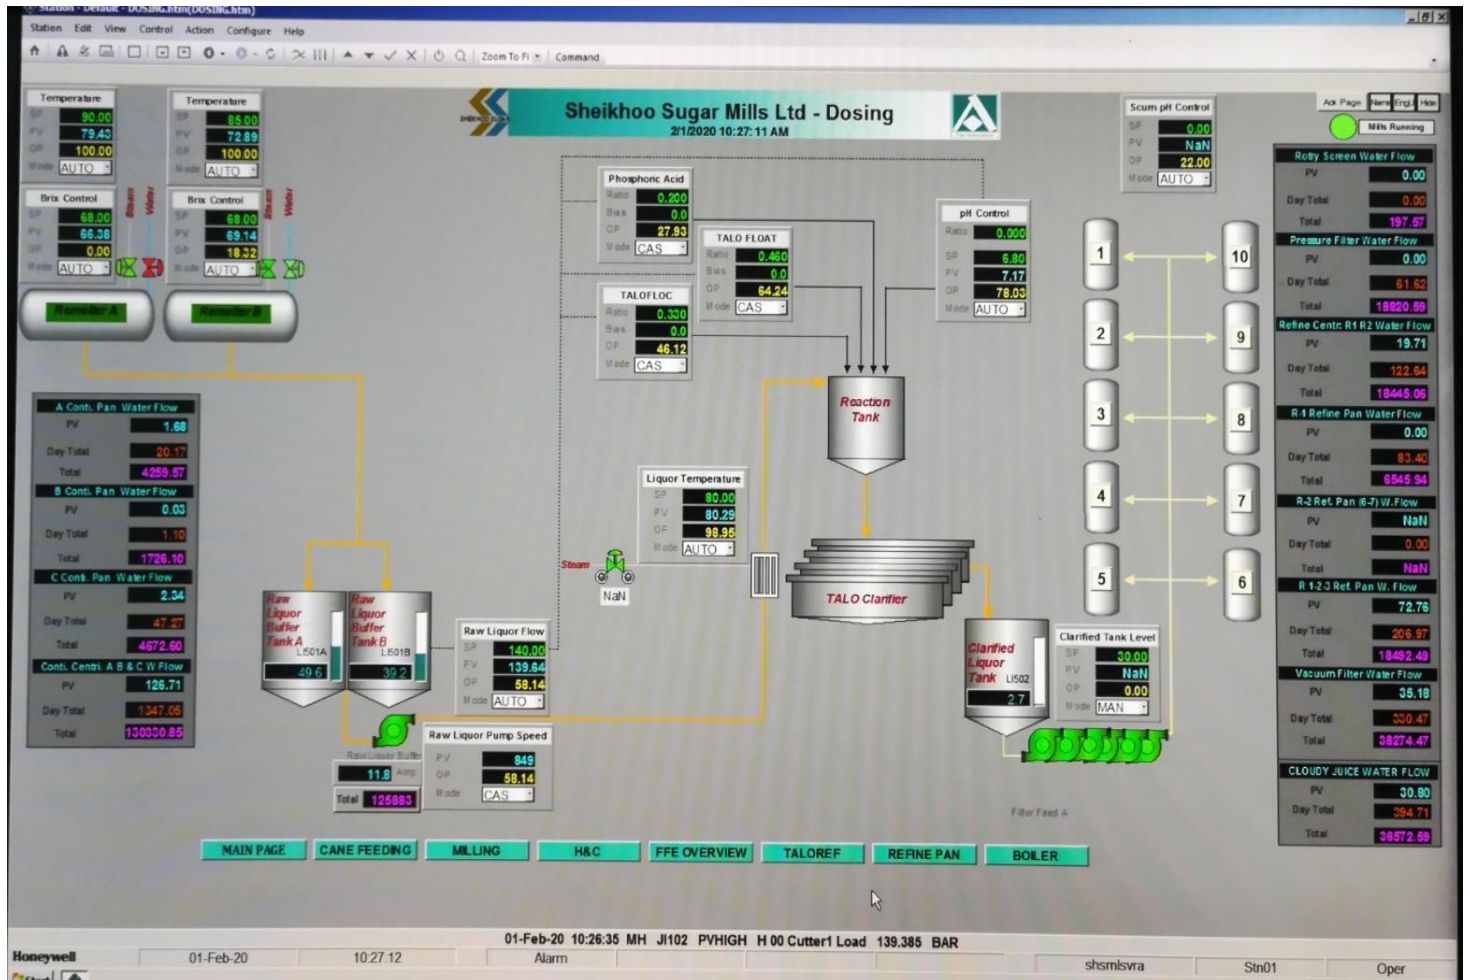 Station - Default - DOSING.htm(DOSING.htm)
Station Edit View Control Action Configure Help
Zoom To Fi Command
Sheikhoo Sugar Mills Ltd - Dosing
2/1/2020 10:27:11 AM
Temperature
SP 90.00
PV 79.43
OP 100.00
Mode AUTO
Temperature
SP 85.00
PV 72.89
OP 100.00
Mode AUTO
Brix Control
SP 68.00
PV 66.38
OP 0.00
Mode AUTO
Steam
Water
Brix Control
SP 68.00
PV 69.14
OP 18.32
Mode AUTO
Steam
Water
Remelter A
Remelter B
A Conti. Pan Water Flow
PV 1.68
Day Total 20.17
Total 4259.57
B Conti. Pan Water Flow
PV 0.03
Day Total 1.10
Total 1726.10
C Conti. Pan Water Flow
PV 2.34
Day Total 47.27
Total 4672.60
Conti. Centri. A B & C W Flow
PV 126.71
Day Total 1347.05
Total 130330.85
Phosphoric Acid
Ratio 0.200
Bias 0.0
OP 27.93
Mode CAS
TALO FLOAT
Ratio 0.460
Bias 0.0
OP 64.24
Mode CAS
TALOFLOC
Ratio 0.330
Bias 0.0
OP 46.12
Mode CAS
pH Control
Ratio 0.000
SP 6.80
PV 7.17
OP 78.03
Mode AUTO
Reaction
Tank
Liquor Temperature
SP 80.00
PV 80.29
OP 98.95
Mode AUTO
Steam
NaN
TALO Clarifier
Raw
Liquor
Buffer
Tank A
LI501A
49.6
Raw
Liquor
Buffer
Tank B
LI501B
39.2
Raw Liquor Flow
SP 140.00
PV 139.64
OP 58.14
Mode AUTO
Raw Liquor Pump Speed
PV 849
OP 58.14
Mode CAS
Raw Liquor Buffer
11.8 Amp
Total 125883
Clarified
Liquor
Tank LI502
2.7
Clarified Tank Level
SP 30.00
PV NaN
OP 0.00
Mode MAN
Filter Feed A
Scum pH Control
SP 0.00
PV NaN
OP 22.00
Mode AUTO
1 10
2 9
3 8
4 7
5 6
Ack Page Name Hide
Mills Running
Rotry Screen Water Flow
PV 0.00
Day Total 0.00
Total 197.57
Pressure Filter Water Flow
PV 0.00
Day Total 61.62
Total 18820.59
Refine Centr: R1 R2 Water Flow
PV 19.71
Day Total 122.64
Total 18445.06
R-1 Refine Pan Water Flow
PV 0.00
Day Total 83.40
Total 6545.94
R-2 Ref. Pan (6-7) W.Flow
PV NaN
Day Total 0.00
Total NaN
R 1-2-3 Ref. Pan W. Flow
PV 72.76
Day Total 206.97
Total 18492.49
Vacuum Filter Water Flow
PV 35.18
Day Total 330.47
Total 38274.47
CLOUDY JUICE WATER FLOW
PV 30.80
Day Total 394.71
Total 36572.59
MAIN PAGE CANE FEEDING MILLING H&C FFE OVERVIEW TALOREF REFINE PAN BOILER
01-Feb-20 10:26:35 MH JI102 PVHIGH H 00 Cutter1 Load 139.385 BAR
Honeywell 01-Feb-20 10:27:12 Alarm shsmlsvra Stn01 Oper
Start